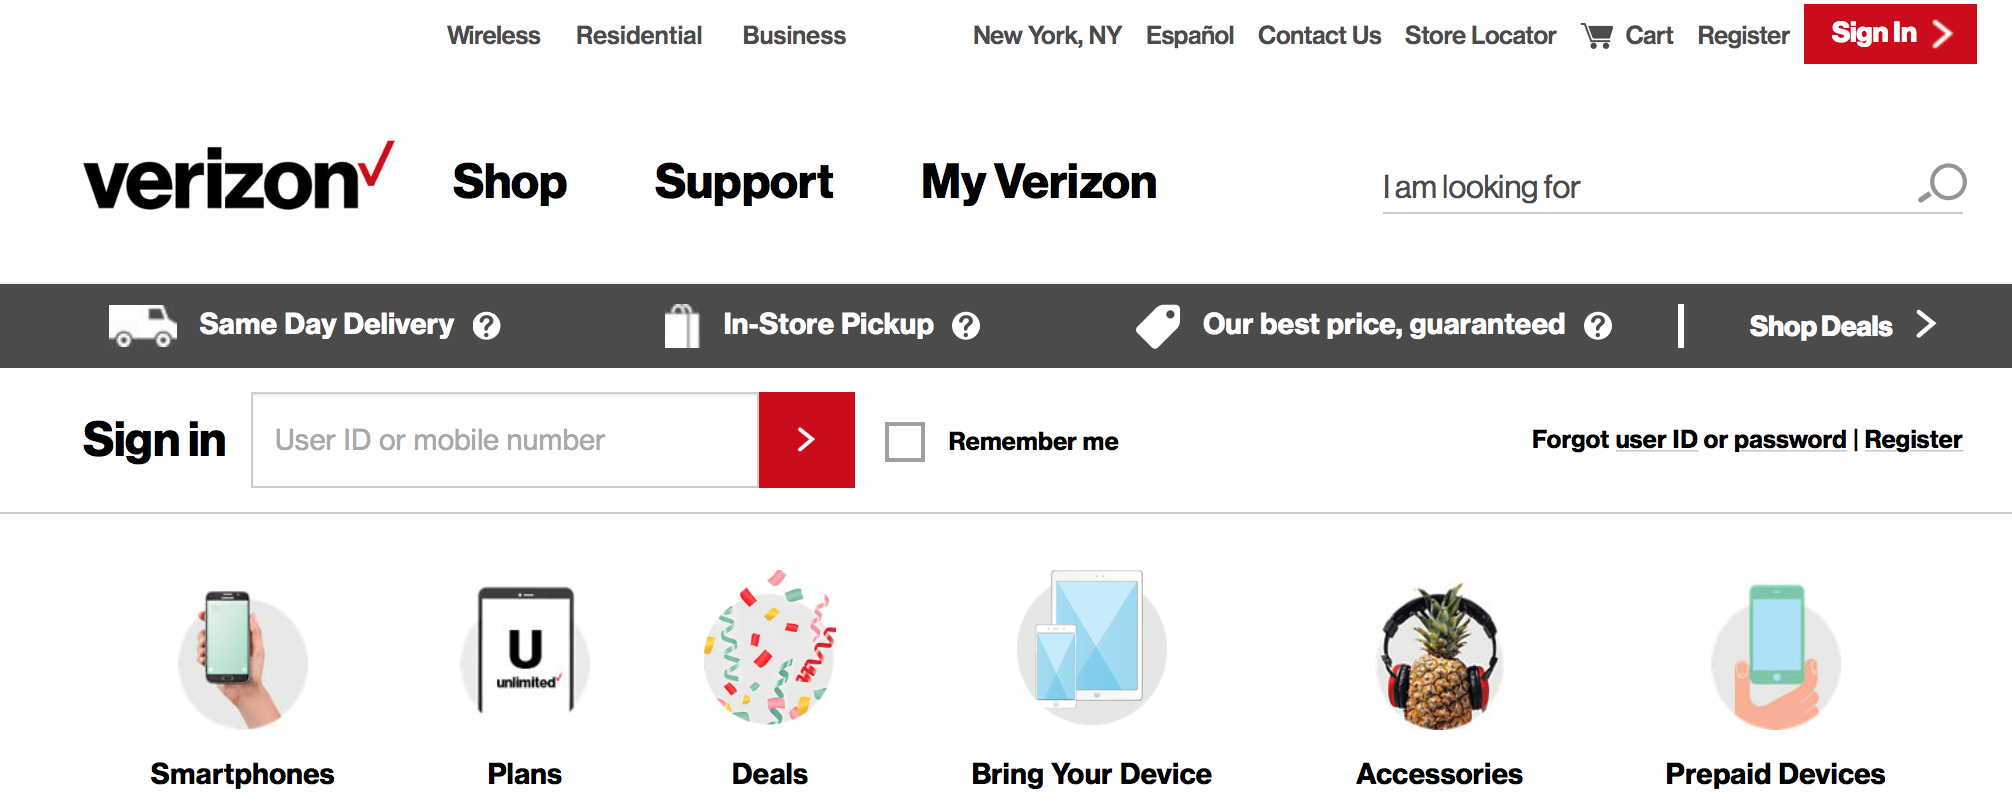 Wireless Residential Business New York, NY Español Contact Us Store Locator Cart Register Sign In
verizon Shop Support My Verizon I am looking for
Same Day Delivery ? In-Store Pickup ? Our best price, guaranteed ? Shop Deals
Sign in User ID or mobile number Remember me Forgot user ID or password | Register
U
unlimited
Smartphones Plans Deals Bring Your Device Accessories Prepaid Devices